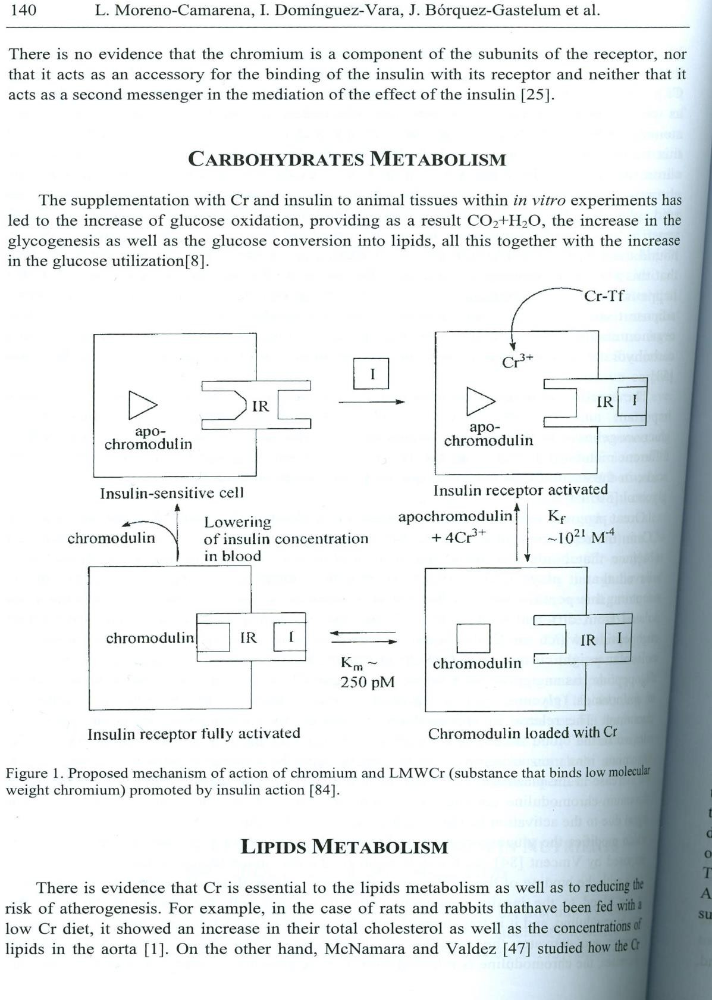 140 L. Moreno-Camarena, I. Domínguez-Vara, J. Bórquez-Gastelum et al.
There is no evidence that the chromium is a component of the subunits of the receptor, nor
that it acts as an accessory for the binding of the insulin with its receptor and neither that it
acts as a second messenger in the mediation of the effect of the insulin [25].
CARBOHYDRATES METABOLISM
The supplementation with Cr and insulin to animal tissues within in vitro experiments has
led to the increase of glucose oxidation, providing as a result CO₂+H₂O, the increase in the
glycogenesis as well as the glucose conversion into lipids, all this together with the increase
in the glucose utilization[8].
Cr-Tf
Cr³⁺
I
IR
apo-
chromodulin
IR I
apo-
chromodulin
Insulin-sensitive cell
Insulin receptor activated
chromodulin
Lowering
of insulin concentration
in blood
apochromodulin
+ 4Cr³⁺
Kf
~10²¹ M⁻⁴
chromodulin IR I
Km ~
250 pM
chromodulin
IR I
Insulin receptor fully activated
Chromodulin loaded with Cr
Figure 1. Proposed mechanism of action of chromium and LMWCr (substance that binds low molecular
weight chromium) promoted by insulin action [84].
LIPIDS METABOLISM
There is evidence that Cr is essential to the lipids metabolism as well as to reducing the
risk of atherogenesis. For example, in the case of rats and rabbits thathave been fed with a
low Cr diet, it showed an increase in their total cholesterol as well as the concentrations of
lipids in the aorta [1]. On the other hand, McNamara and Valdez [47] studied how the Cr